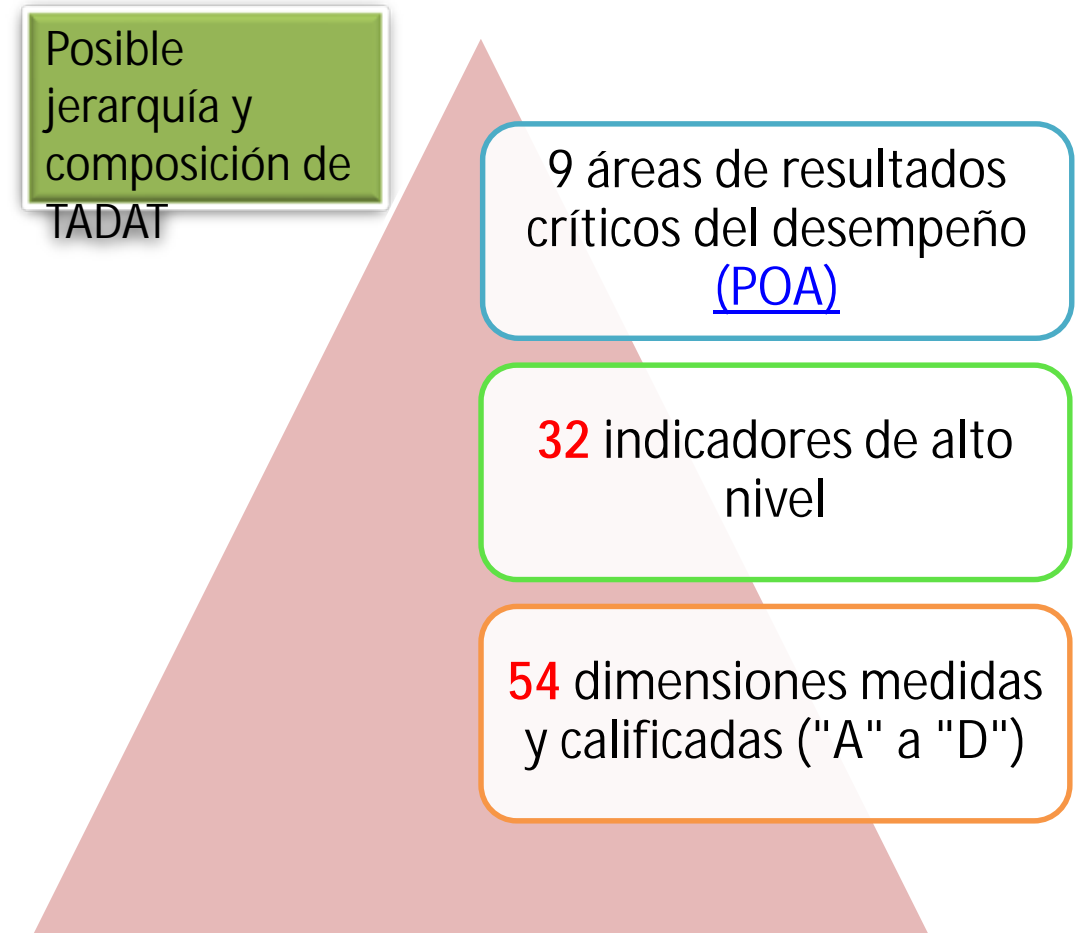 Posible
jerarquía y
composición de
TADAT
9 áreas de resultados
críticos del desempeño
(POA)
32 indicadores de alto
nivel
54 dimensiones medidas
y calificadas ("A" a "D")